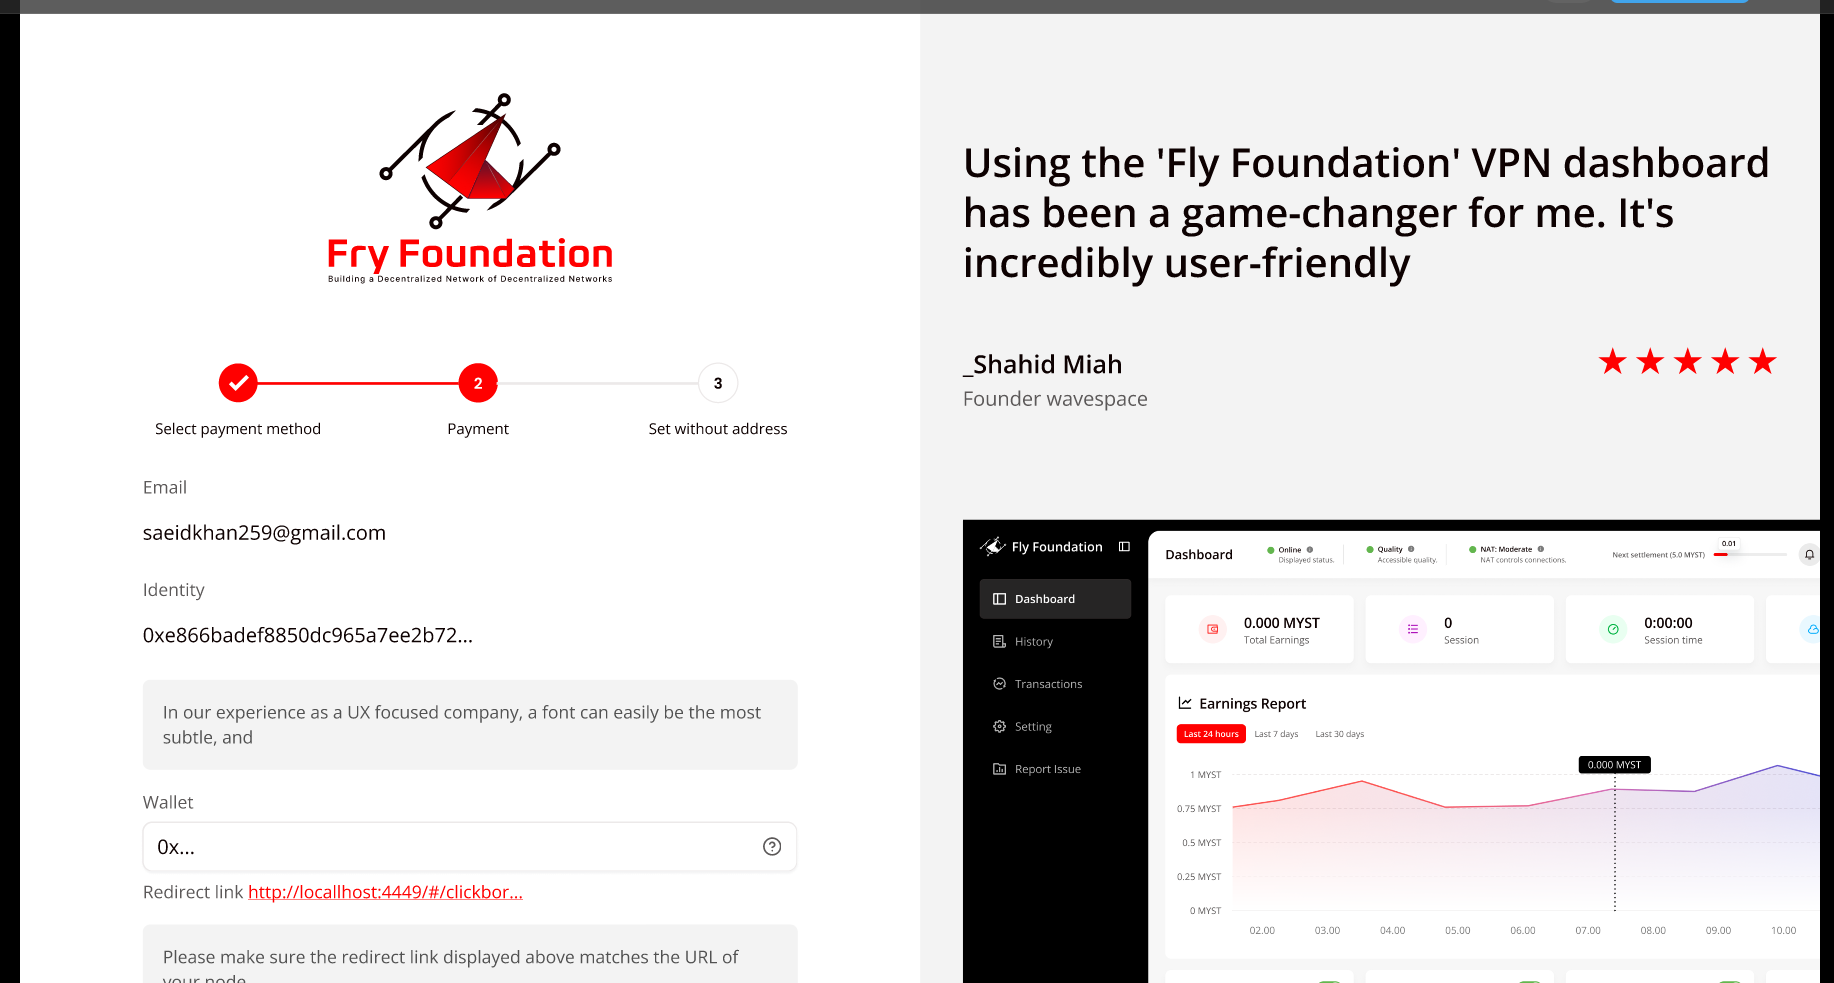 Fry Foundation
Building a Decentralized Network of Decentralized Networks
2
3
Select payment method
Payment
Set without address
Email
saeidkhan259@gmail.com
Identity
0xe866badef8850dc965a7ee2b72...
In our experience as a UX focused company, a font can easily be the most
subtle, and
Wallet
0x...
Redirect link http://locallhost:4449/#/clickbor...
Please make sure the redirect link displayed above matches the URL of
your node
Using the 'Fly Foundation' VPN dashboard
has been a game-changer for me. It's
incredibly user-friendly
_Shahid Miah
Founder wavespace
Fly Foundation
Dashboard
History
Transactions
Setting
Report Issue
Dashboard
Online
Displayed status.
Quality
Accessible quality.
NAT: Moderate
NAT controls connections.
Next settlement (5.0 MYST)
0.01
0.000 MYST
Total Earnings
0
Session
0:00:00
Session time
Earnings Report
Last 24 hours
Last 7 days
Last 30 days
0.000 MYST
1 MYST
0.75 MYST
0.5 MYST
0.25 MYST
0 MYST
02.00
03.00
04.00
05.00
06.00
07.00
08.00
09.00
10.00